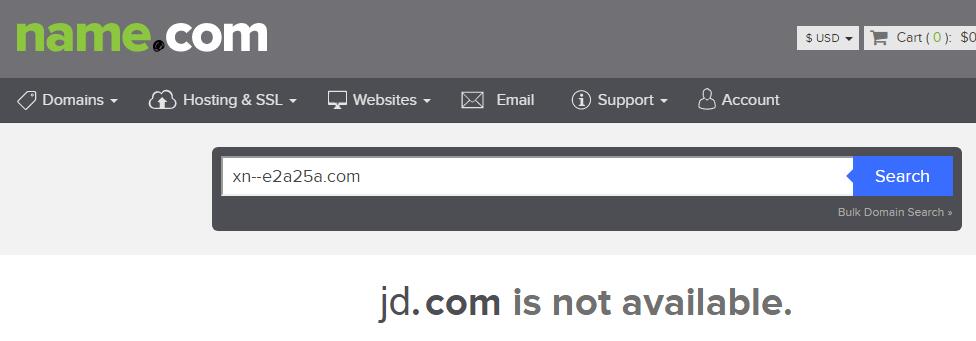 name.com
$ USD
Cart ( 0 ): $0
Domains
Hosting & SSL
Websites
Email
Support
Account
xn--e2a25a.com
Search
Bulk Domain Search »
jd.com is not available.